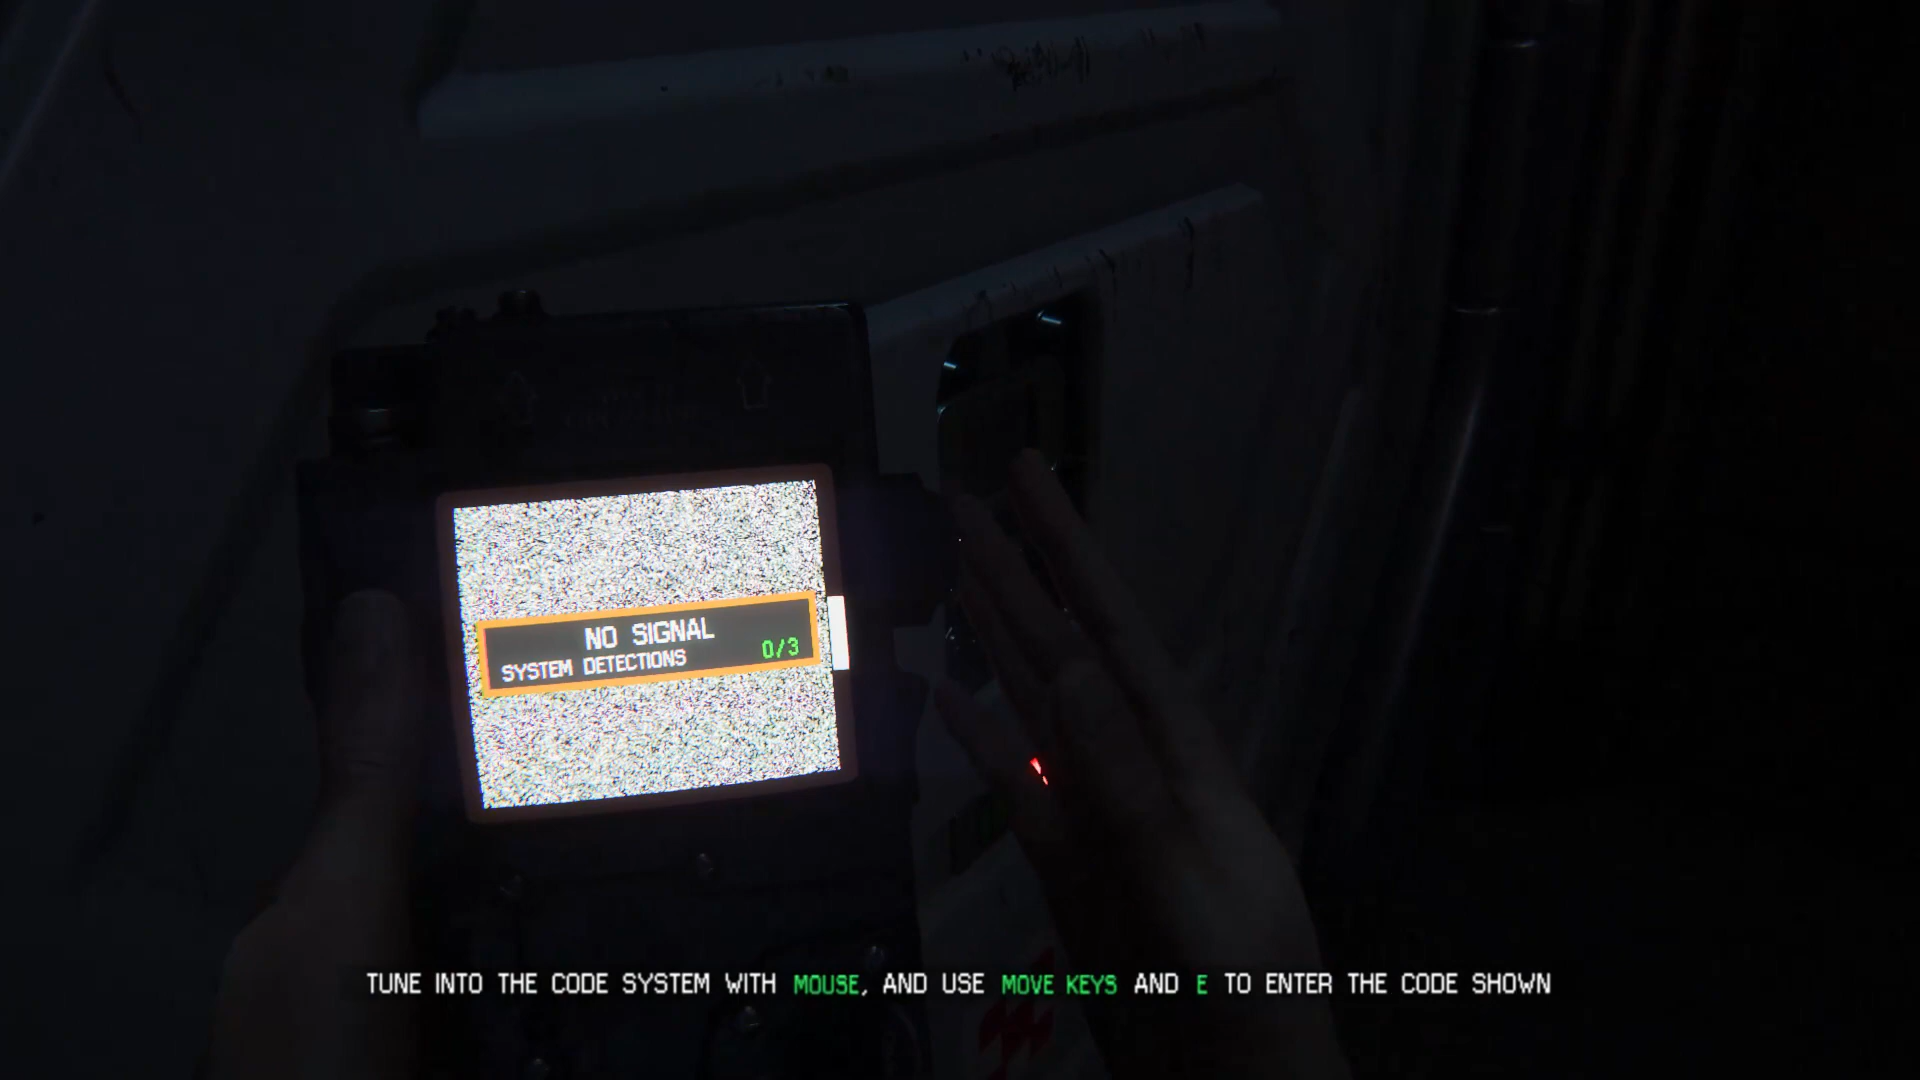 NO SIGNAL
SYSTEM DETECTIONS 0/3
TUNE INTO THE CODE SYSTEM WITH MOUSE, AND USE MOVE KEYS AND E TO ENTER THE CODE SHOWN